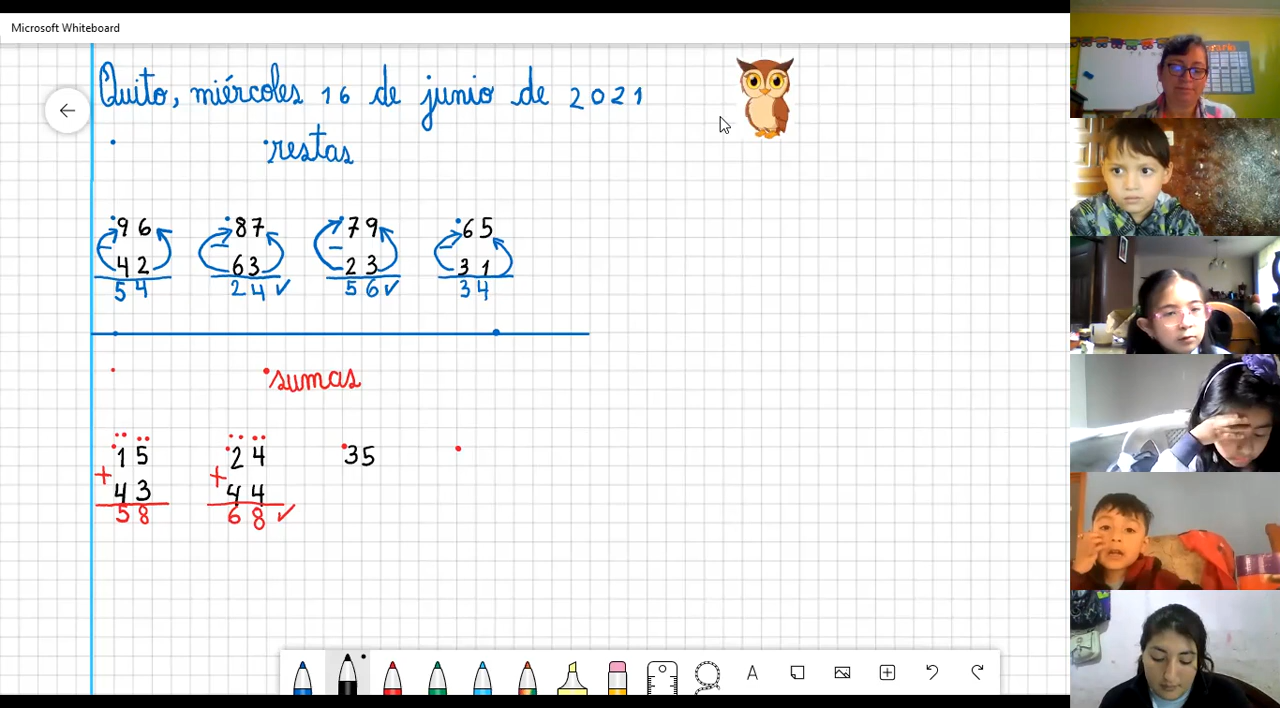 Microsoft Whiteboard
Quito, miércoles 16 de junio de 2021
restas
96 87 79 65
- - - -
42 63 23 31
54 24 ✓ 56 ✓ 34
sumas
15 24 35
+ +
43 44
58 68 ✓
A